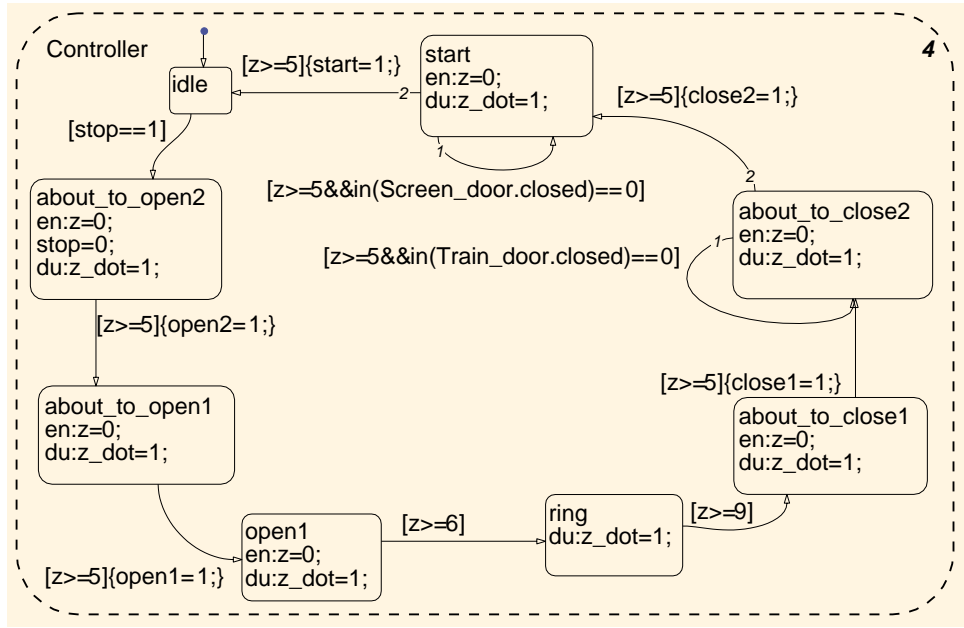 Controller
4
idle
[z>=5]{start=1;}
2
start
en:z=0;
du:z_dot=1;
1
[z>=5&&in(Screen_door.closed)==0]
[z>=5]{close2=1;}
[stop==1]
about_to_open2
en:z=0;
stop=0;
du:z_dot=1;
2
about_to_close2
en:z=0;
du:z_dot=1;
1
[z>=5&&in(Train_door.closed)==0]
[z>=5]{open2=1;}
about_to_open1
en:z=0;
du:z_dot=1;
[z>=5]{close1=1;}
about_to_close1
en:z=0;
du:z_dot=1;
[z>=5]{open1=1;}
open1
en:z=0;
du:z_dot=1;
[z>=6]
ring
du:z_dot=1;
[z>=9]